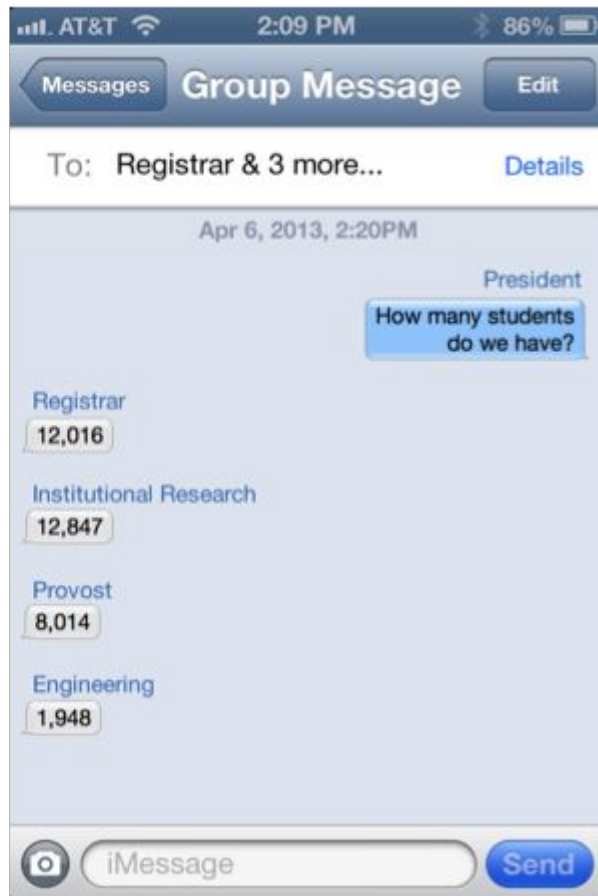 AT&T 2:09 PM 86%
Messages Group Message Edit
To: Registrar & 3 more... Details
Apr 6, 2013, 2:20PM
President
How many students
do we have?
Registrar
12,016
Institutional Research
12,847
Provost
8,014
Engineering
1,948
iMessage Send